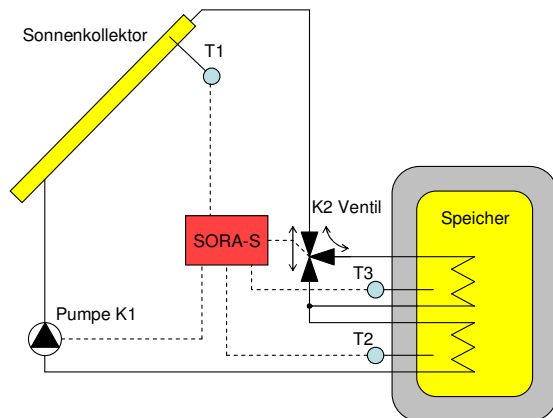 Sonnenkollektor
T1
K2 Ventil
Speicher
SORA-S
T3
Pumpe K1
T2